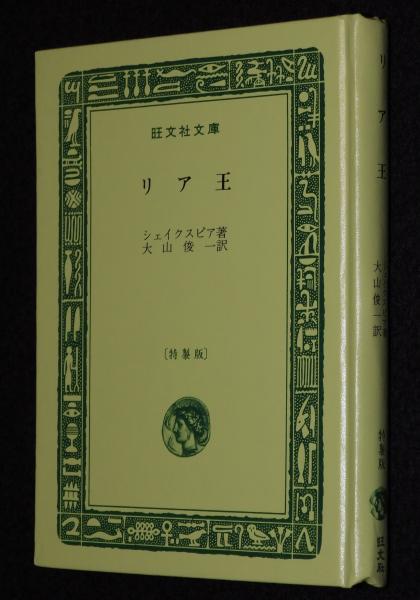 旺文社文庫
リア王
シェイクスピア著
大山俊一訳
[特製版]
リア王
大山俊一訳
特製版
旺文社